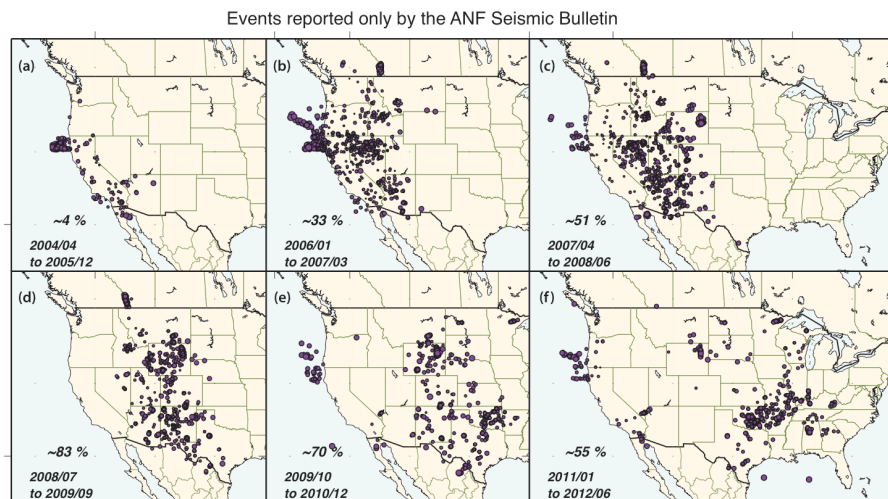 Events reported only by the ANF Seismic Bulletin
(a)
~4 %
2004/04
to 2005/12
(b)
~33 %
2006/01
to 2007/03
(c)
~51 %
2007/04
to 2008/06
(d)
~83 %
2008/07
to 2009/09
(e)
~70 %
2009/10
to 2010/12
(f)
~55 %
2011/01
to 2012/06